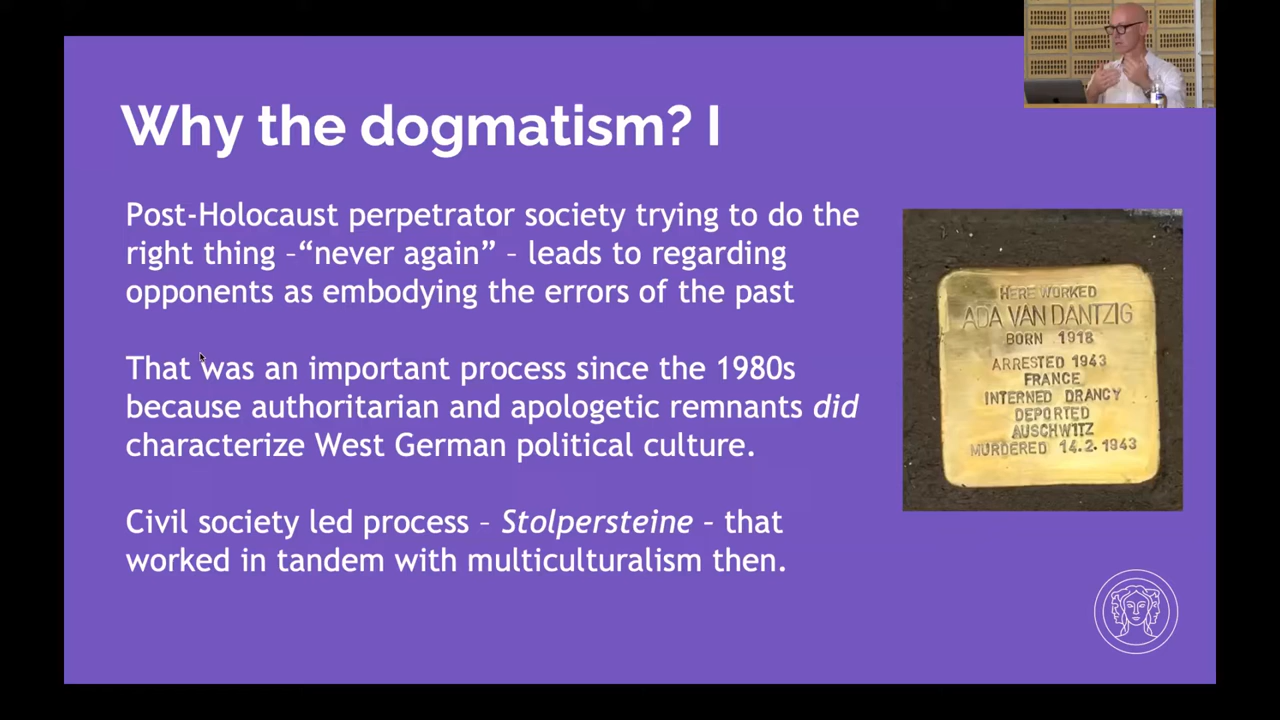 Why the dogmatism? I
Post-Holocaust perpetrator society trying to do the
right thing –“never again” – leads to regarding
opponents as embodying the errors of the past
That was an important process since the 1980s
because authoritarian and apologetic remnants did
characterize West German political culture.
Civil society led process – Stolpersteine – that
worked in tandem with multiculturalism then.
HERE WORKED
ADA VAN DANTZIG
BORN 1918
ARRESTED 1943
FRANCE
INTERNED DRANCY
DEPORTED
AUSCHWITZ
MURDERED 14.2.1943